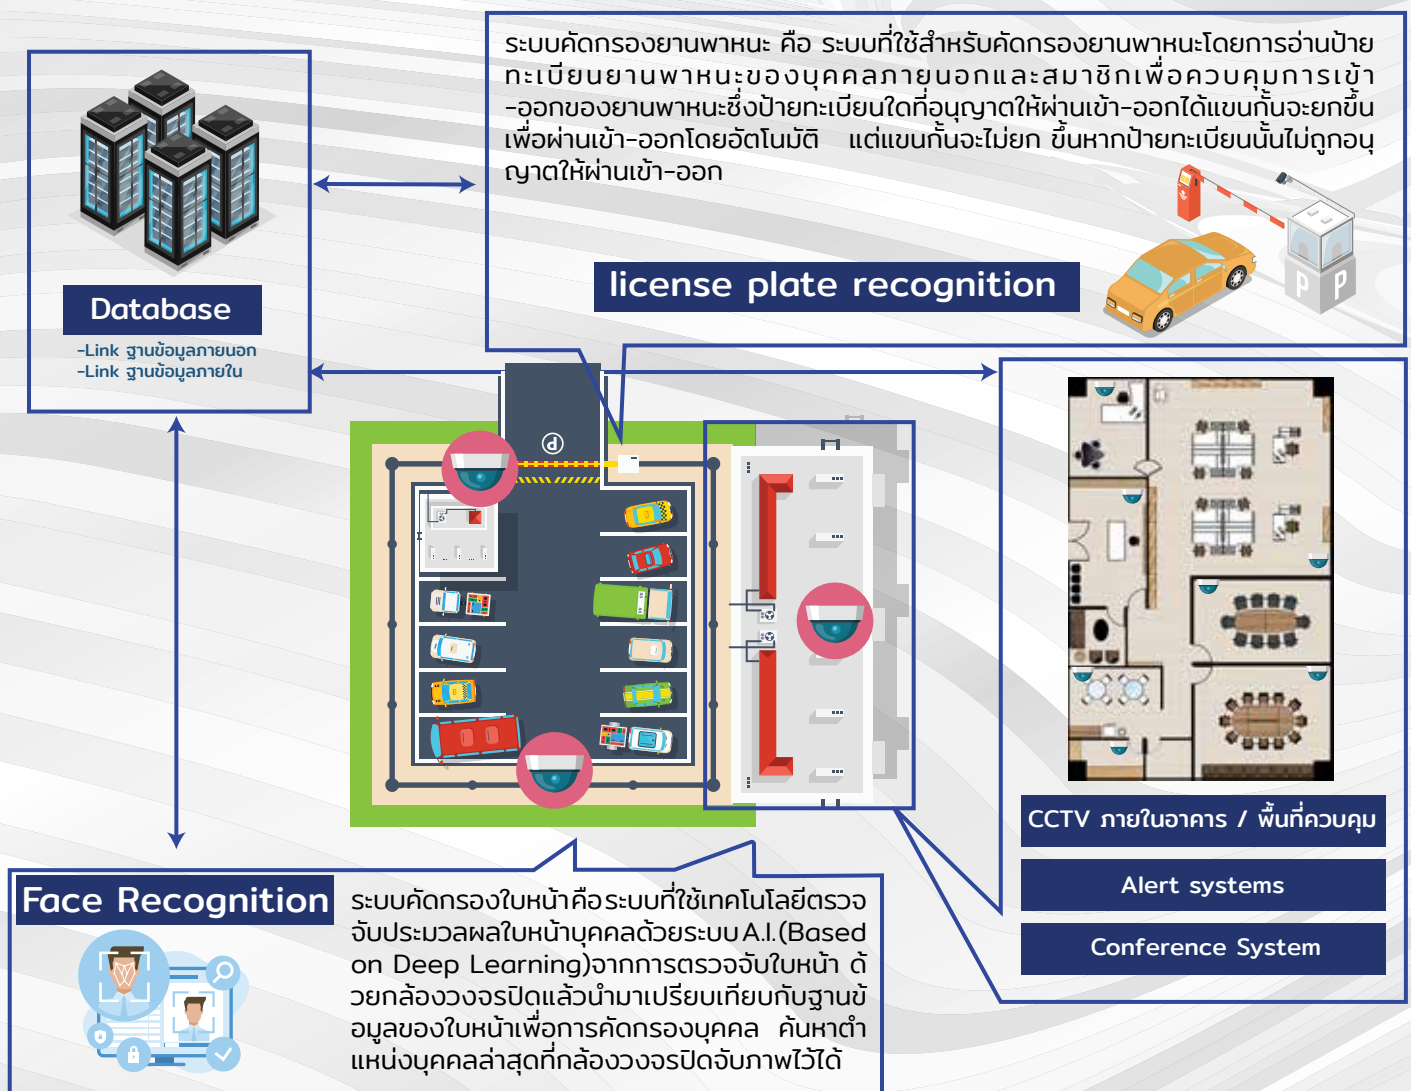 ระบบคัดกรองยานพาหนะ คือ ระบบที่ใช้สำหรับคัดกรองยานพาหนะโดยการอ่านป้าย
ทะเบียนยานพาหนะของบุคคลภายนอกและสมาชิกเพื่อควบคุมการเข้า
-ออกของยานพาหนะซึ่งป้ายทะเบียนใดที่อนุญาตให้ผ่านเข้า-ออกได้แขนกั้นจะยกขึ้น
เพื่อผ่านเข้า-ออกโดยอัตโนมัติ แต่แขนกั้นจะไม่ยก ขึ้นหากป้ายทะเบียนนั้นไม่ถูกอนุ
ญาตให้ผ่านเข้า-ออก
license plate recognition
P P
Database
-Link ฐานข้อมูลภายนอก
-Link ฐานข้อมูลภายใน
P
CCTV ภายในอาคาร / พื้นที่ควบคุม
Alert systems
Conference System
Face Recognition
ระบบคัดกรองใบหน้าคือระบบที่ใช้เทคโนโลยีตรวจ
จับประมวลผลใบหน้าบุคคลด้วยระบบ A.I.(Based
on Deep Learning)จากการตรวจจับใบหน้า ด้
วยกล้องวงจรปิดแล้วนำมาเปรียบเทียบกับฐานข้
อมูลของใบหน้าเพื่อการคัดกรองบุคคล ค้นหาตำ
แหน่งบุคคลล่าสุดที่กล้องวงจรปิดจับภาพไว้ได้